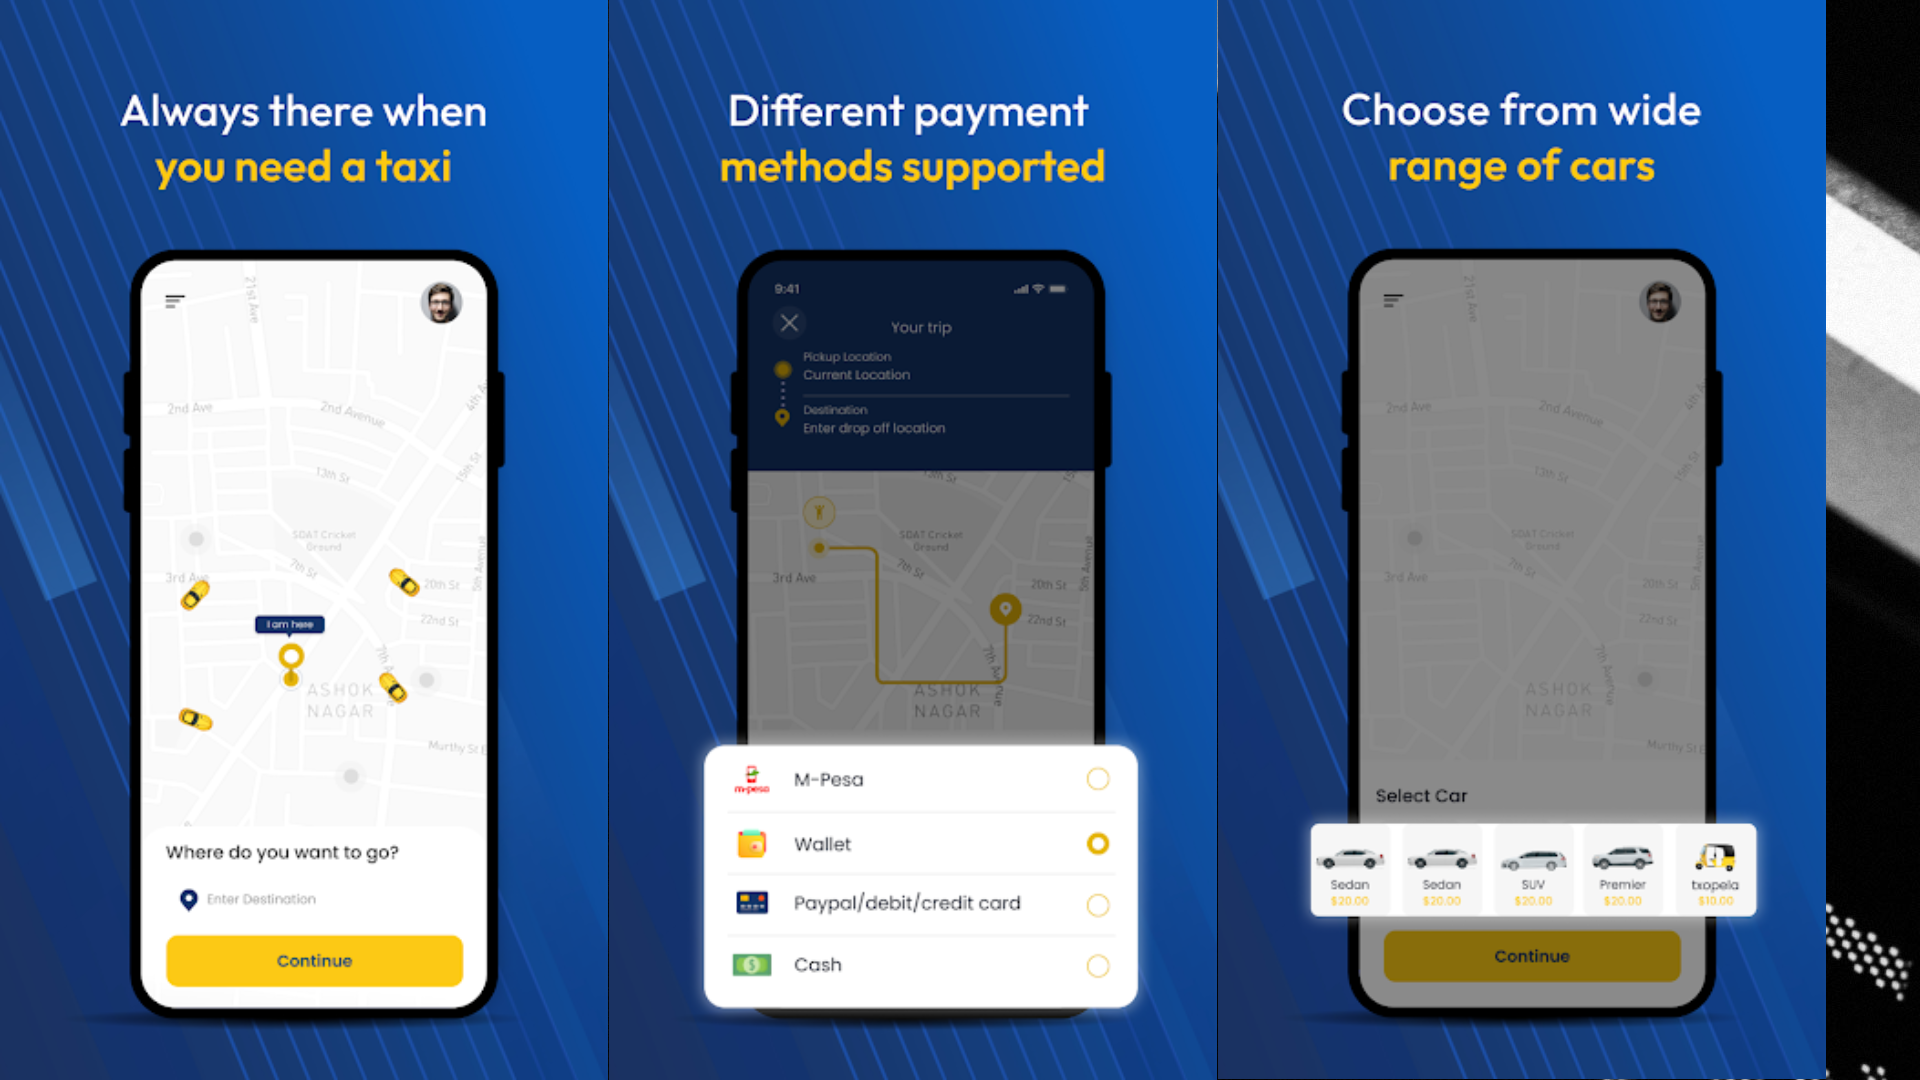 Always there when
you need a taxi
21st Ave
2nd Ave
2nd Avenue
4th A
13th St
15th St
SDAT Cricket
Ground
7th St
3rd Ave
20th St
9th Avenue
22nd St
I am here
7th Avenue
ASHOK
NAGAR
Murthy St E
Where do you want to go?
Enter Destination
Continue
Different payment
methods supported
9:41
Your trip
Pickup Location
Current Location
Destination
Enter drop off location
13th St
SDAT Cricket
Ground
7th St
3rd Ave
20th St
9th Avenue
22nd St
7th Avenue
ASHOK
NAGAR
m-pesa
M-Pesa
Wallet
Paypal/debit/credit card
Cash
Choose from wide
range of cars
21st Ave
2nd Ave
2nd Avenue
4th A
13th St
15th St
SDAT Cricket
Ground
7th St
3rd Ave
20th St
9th Avenue
22nd St
7th Avenue
ASHOK
NAGAR
Murthy St E
Select Car
Sedan
$20.00
Sedan
$20.00
SUV
$20.00
Premier
$20.00
txopela
$10.00
Continue